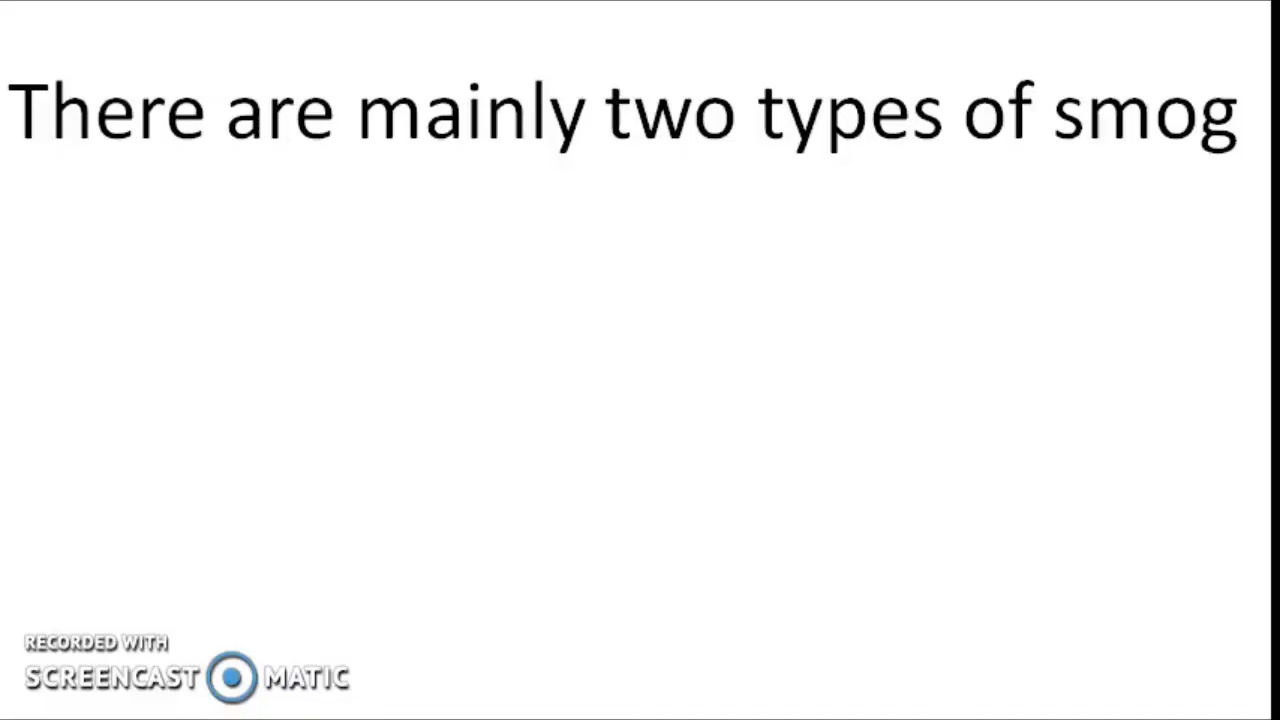 There are mainly two types of smog
RECORDED WITH
SCREENCAST MATIC